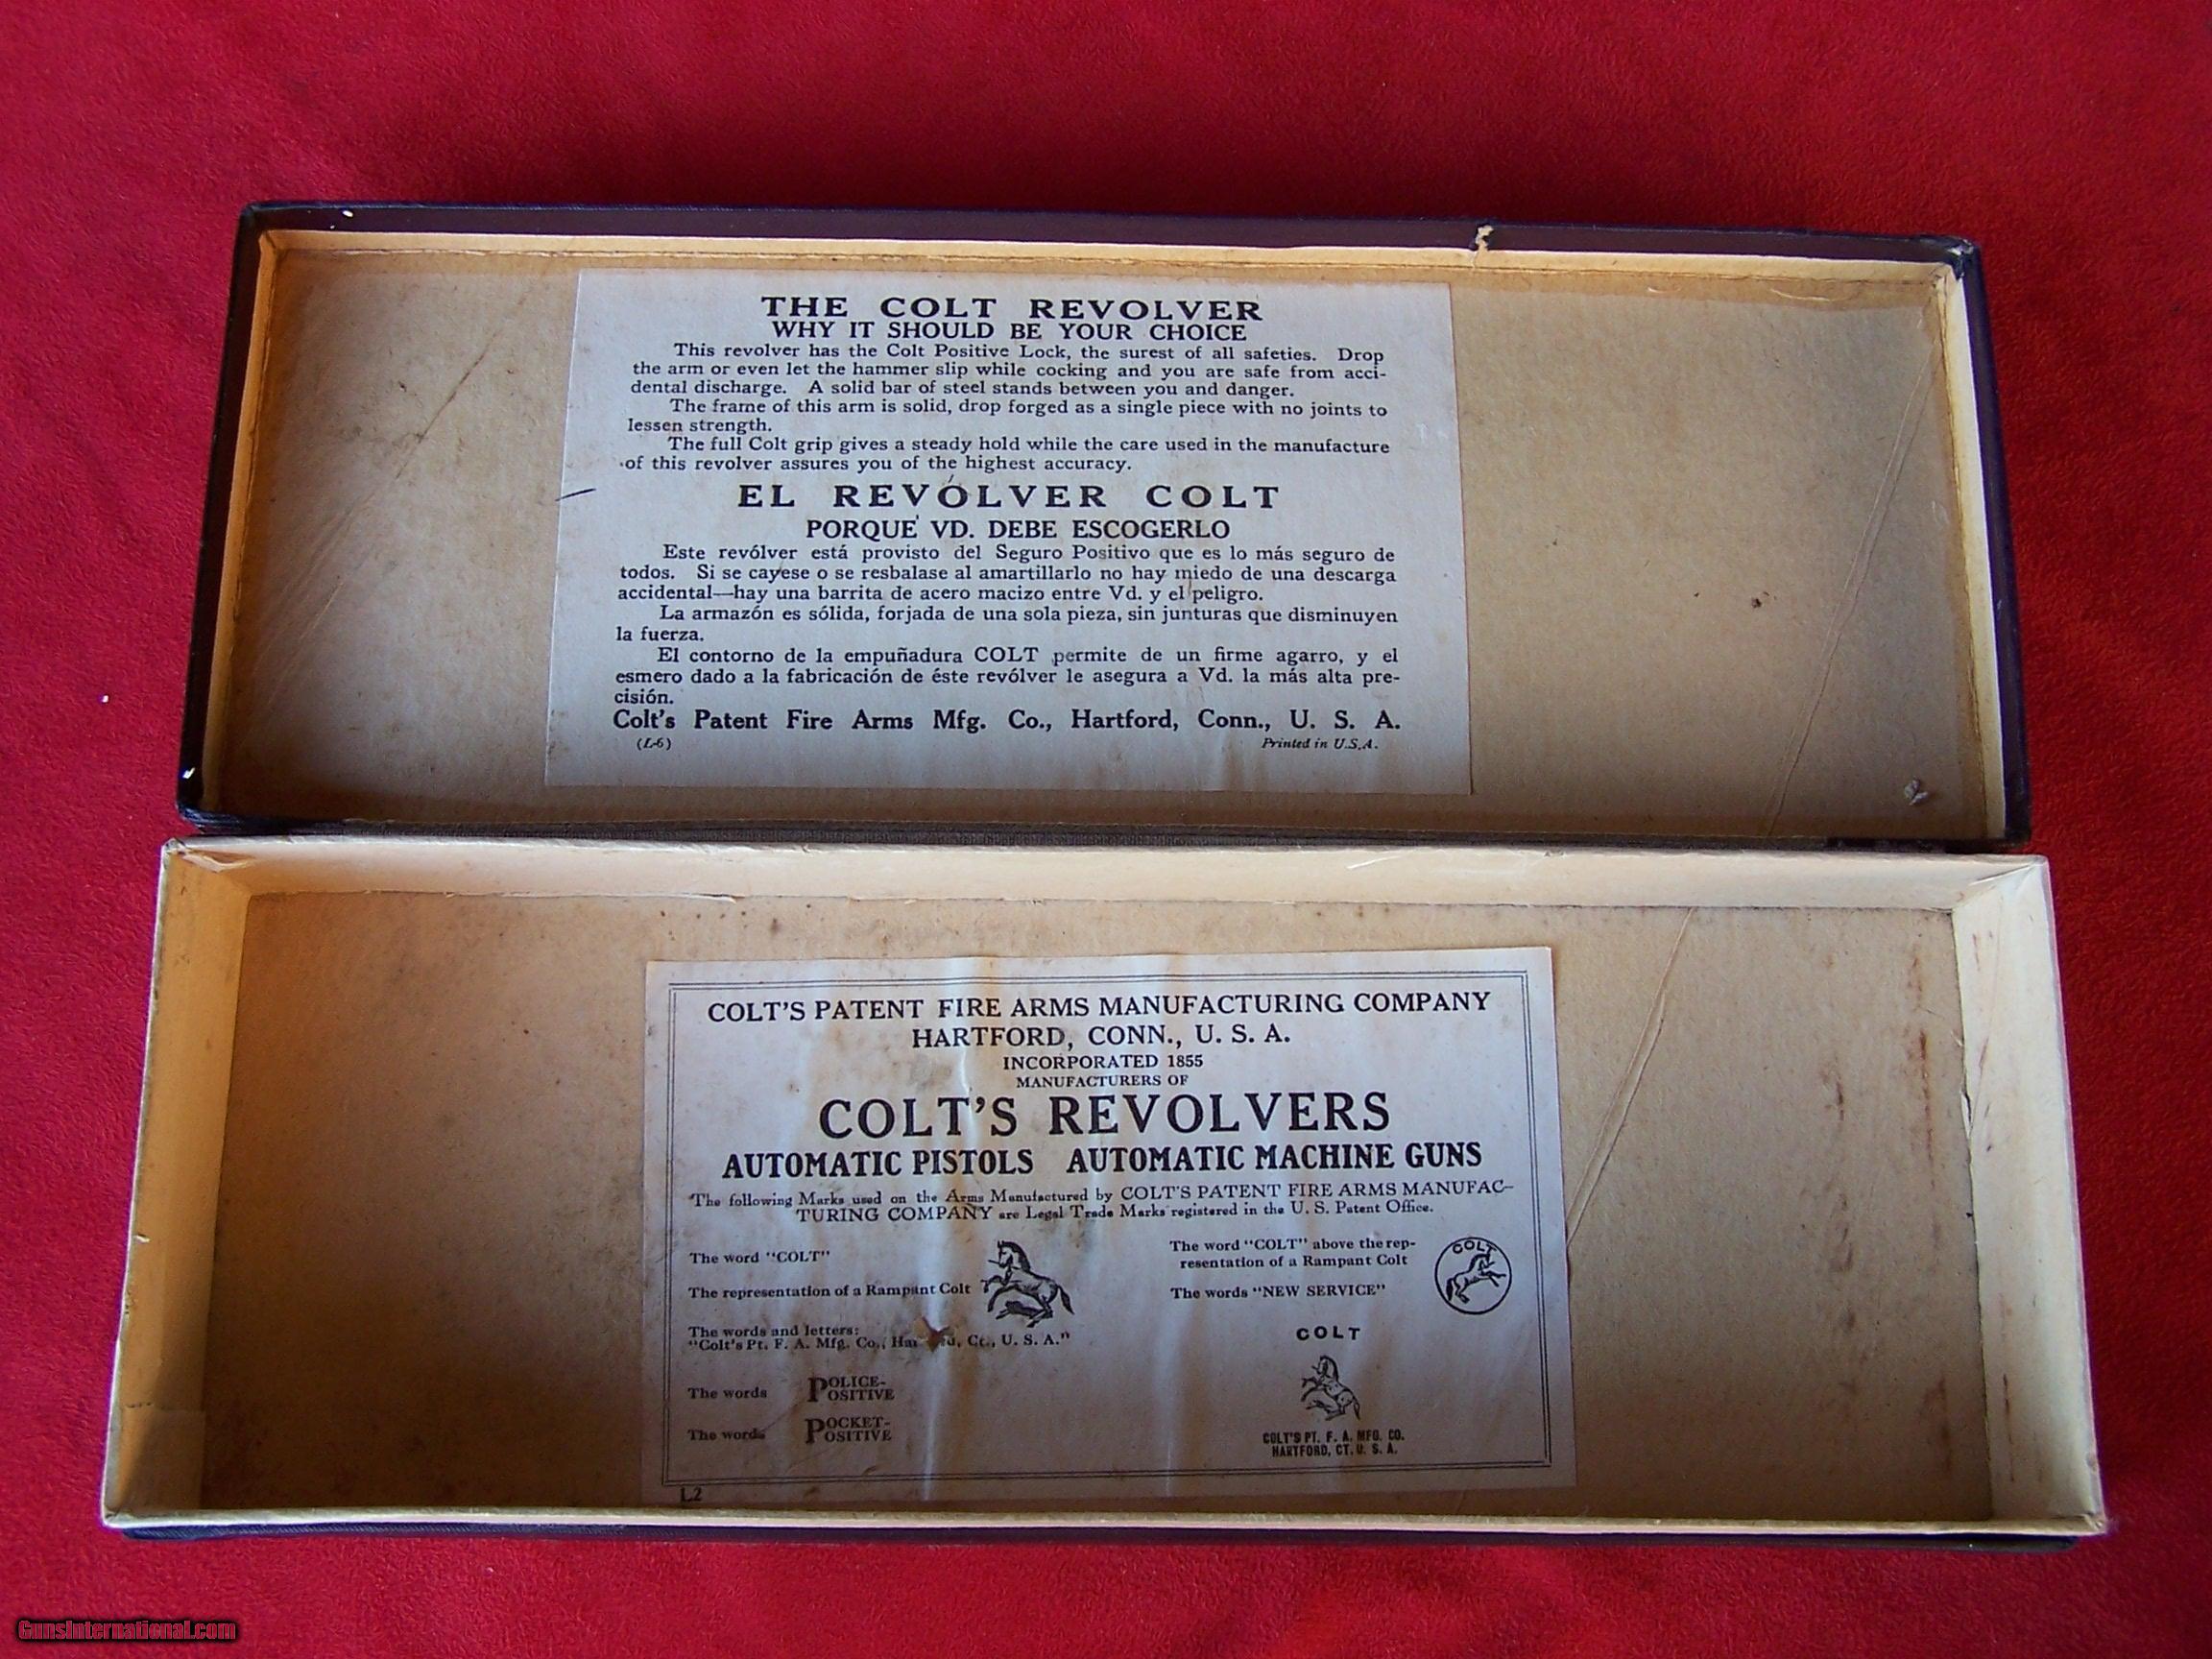 THE COLT REVOLVER
WHY IT SHOULD BE YOUR CHOICE
This revolver has the Colt Positive Lock, the surest of all safeties. Drop
the arm or even let the hammer slip while cocking and you are safe from acci-
dental discharge. A solid bar of steel stands between you and danger.
The frame of this arm is solid, drop forged as a single piece with no joints to
lessen strength.
The full Colt grip gives a steady hold while the care used in the manufacture
of this revolver assures you of the highest accuracy.
EL REVÓLVER COLT
PORQUE' VD. DEBE ESCOGERLO
Este revólver está provisto del Seguro Positivo que es lo más seguro de
todos. Si se cayese o se resbalase al amartillarlo no hay miedo de una descarga
accidental—hay una barrita de acero macizo entre Vd. y el peligro.
La armazón es sólida, forjada de una sola pieza, sin junturas que disminuyen
la fuerza.
El contorno de la empuñadura COLT permite de un firme agarro, y el
esmero dado a la fabricación de éste revólver le asegura a Vd. la más alta pre-
cisión.
Colt's Patent Fire Arms Mfg. Co., Hartford, Conn., U. S. A.
(L-6) Printed in U.S.A.
COLT'S PATENT FIRE ARMS MANUFACTURING COMPANY
HARTFORD, CONN., U. S. A.
INCORPORATED 1855
MANUFACTURERS OF
COLT'S REVOLVERS
AUTOMATIC PISTOLS AUTOMATIC MACHINE GUNS
The following Marks used on the Arms Manufactured by COLT'S PATENT FIRE ARMS MANUFAC-
TURING COMPANY are Legal Trade Marks registered in the U. S. Patent Office.
The word "COLT"
The representation of a Rampant Colt
The words and letters:
"Colt's Pt. F. A. Mfg. Co., Ct., U. S. A."
The words POLICE-
POSITIVE
The words POCKET-
POSITIVE
L2
The word "COLT" above the rep-
resentation of a Rampant Colt
COLT
The words "NEW SERVICE"
COLT
COLT'S PT. F. A. MFG. CO.
HARTFORD, CT. U. S. A.
GunsInternational.com